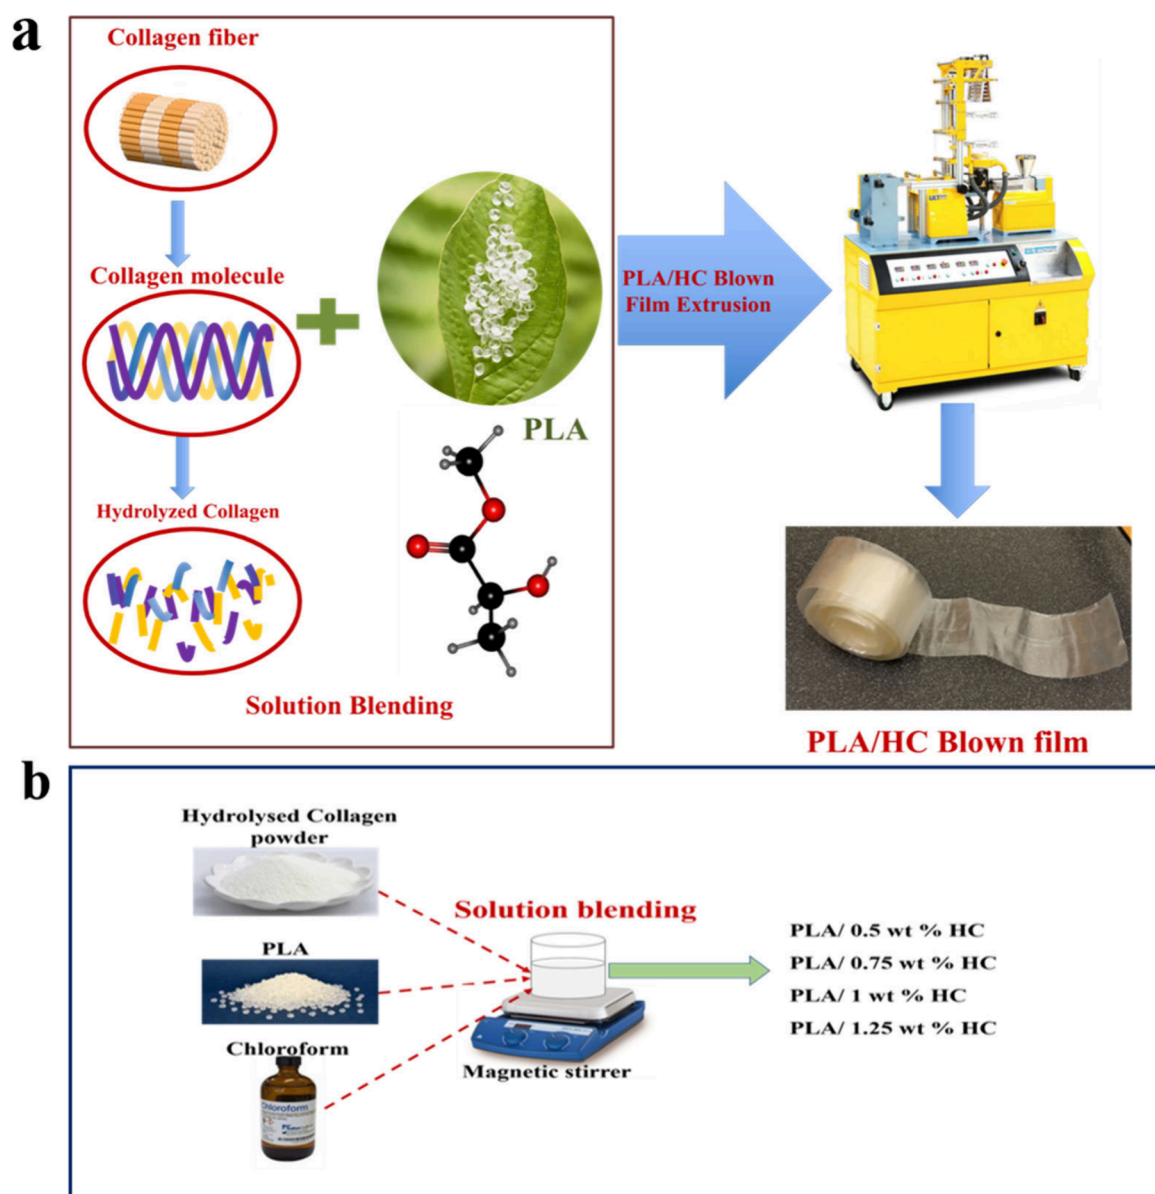 a
Collagen fiber
Collagen molecule
PLA/HC Blown
Film Extrusion
PLA
Hydrolyzed Collagen
Solution Blending
PLA/HC Blown film
b
Hydrolysed Collagen
powder
Solution blending
PLA/ 0.5 wt % HC
PLA
PLA/ 0.75 wt % HC
PLA/ 1 wt % HC
PLA/ 1.25 wt % HC
Chloroform
Magnetic stirrer
Chloroform